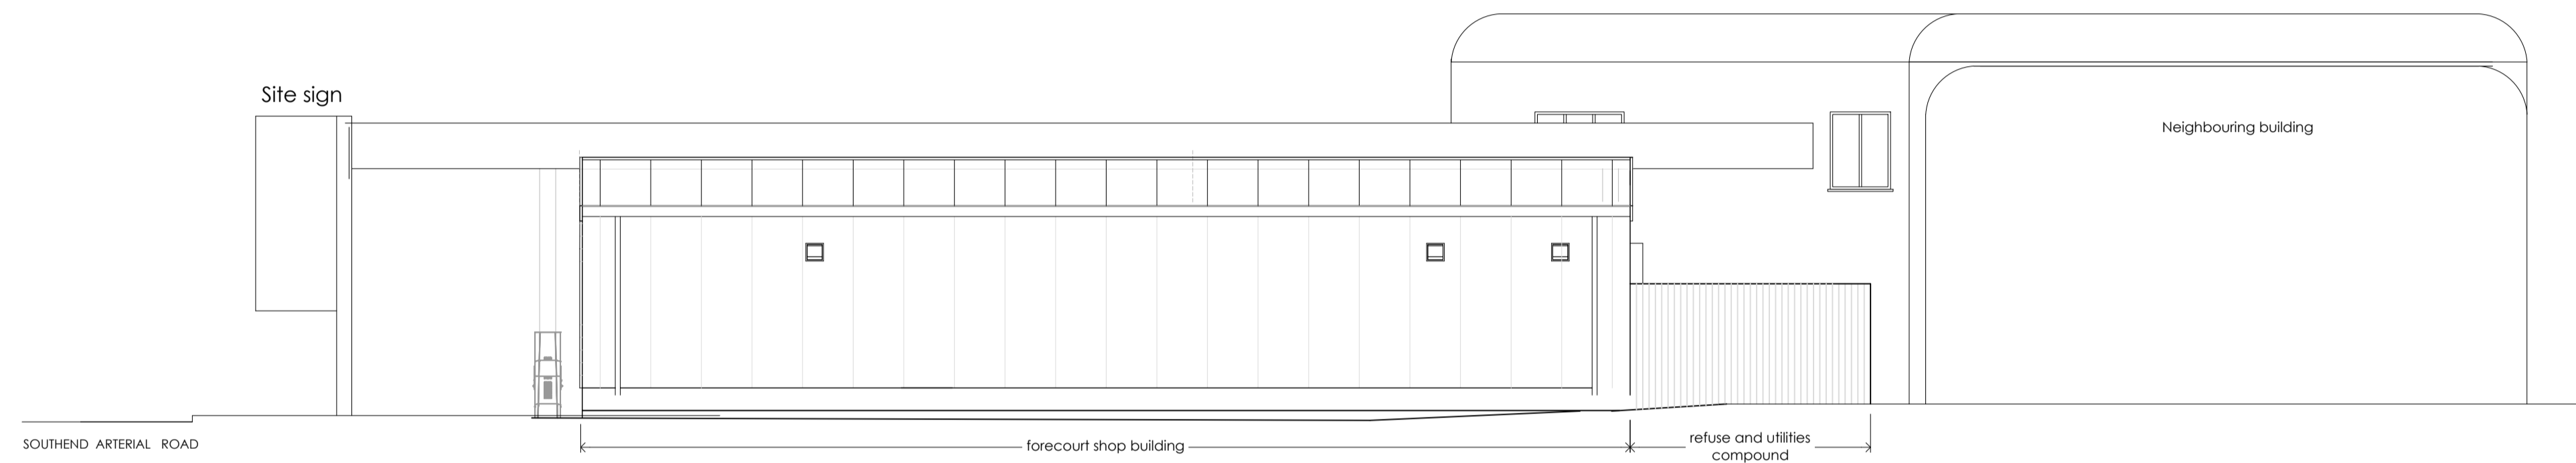 Site sign
Neighbouring building
SOUTHEND ARTERIAL ROAD
forecourt shop building
refuse and utilities
compound